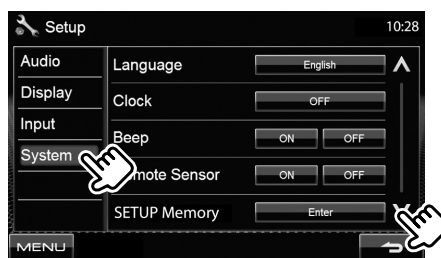 Setup 10:28
Audio
Display
Input
System
Language English
Clock OFF
Beep ON OFF
mote Sensor ON OFF
SETUP Memory Enter
MENU